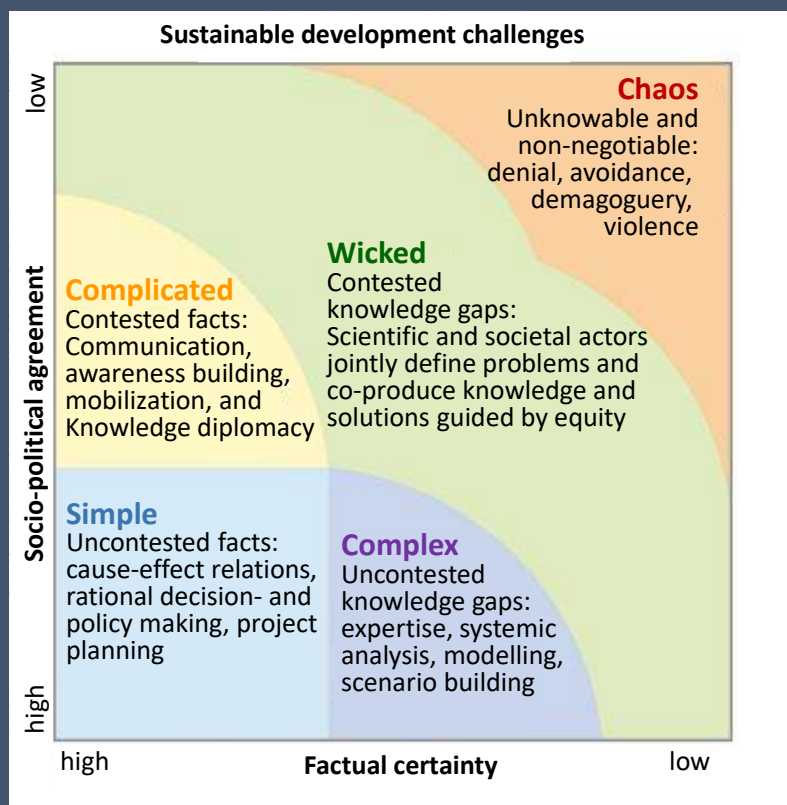 Sustainable development challenges
low
Chaos
Unknowable and
non-negotiable:
denial, avoidance,
demagoguery,
violence
Wicked
Contested
knowledge gaps:
Scientific and societal actors
jointly define problems and
co-produce knowledge and
solutions guided by equity
Complicated
Contested facts:
Communication,
awareness building,
mobilization, and
Knowledge diplomacy
Socio-political agreement
Simple
Uncontested facts:
cause-effect relations,
rational decision- and
policy making, project
planning
Complex
Uncontested
knowledge gaps:
expertise, systemic
analysis, modelling,
scenario building
high
high
Factual certainty
low